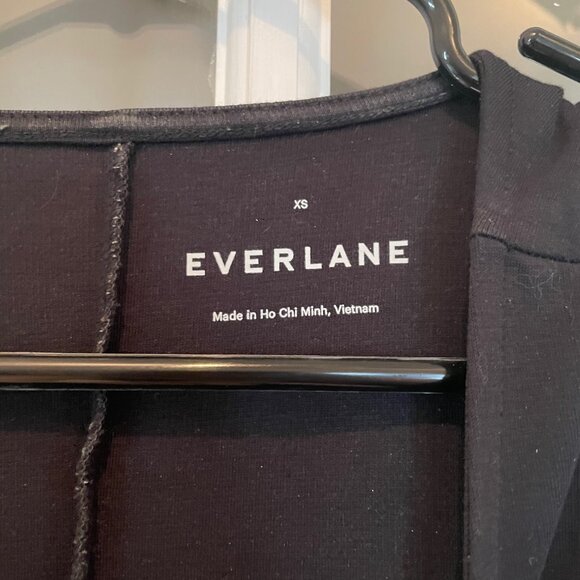 XS
EVERLANE
Made in Ho Chi Minh, Vietnam